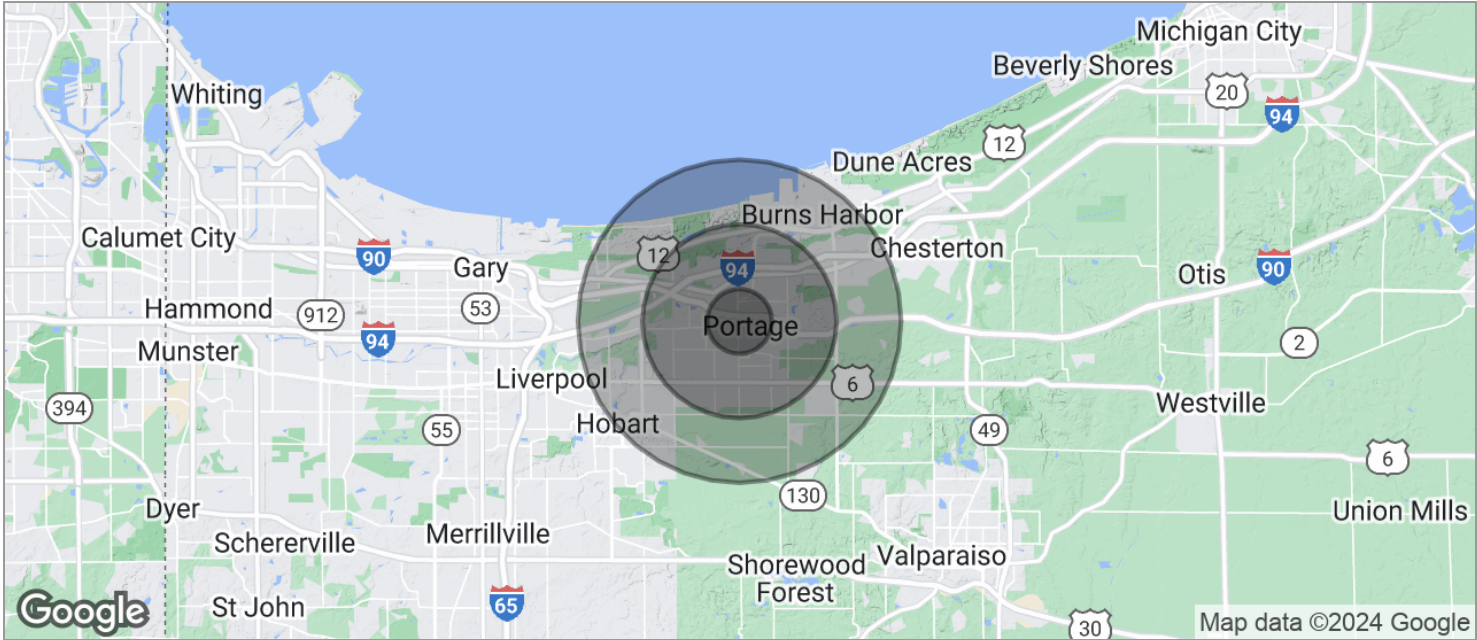 Michigan City
Beverly Shores
Whiting
20
94
12
Dune Acres
Burns Harbor
Calumet City
12
Chesterton
90
Gary
94
Otis
90
Hammond
912
53
Portage
94
2
Munster
Liverpool
6
394
Hobart
Westville
55
49
6
130
Dyer
Union Mills
Schererville
Merrillville
Shorewood
Forest
Valparaiso
St John
65
30
Google
Map data ©2024 Google